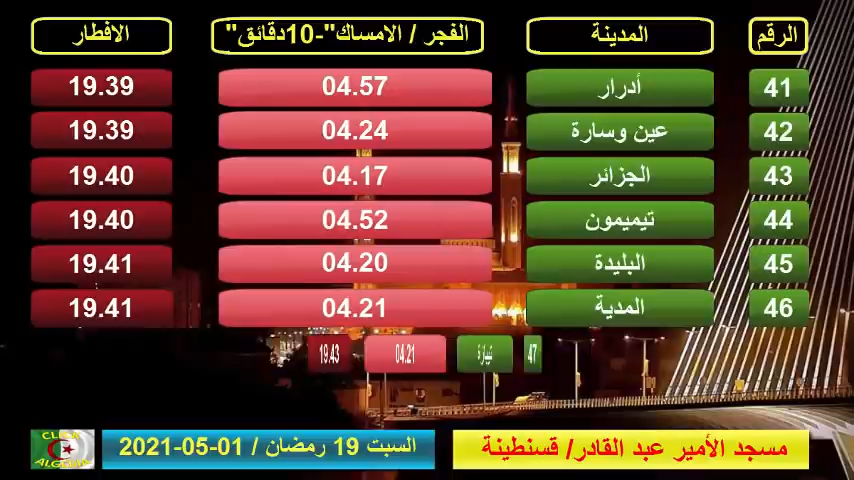 الرقم المدينة الفجر / الامساك"-10دقائق" الافطار
41 أدرار 04.57 19.39
42 عين وسارة 04.24 19.39
43 الجزائر 04.17 19.40
44 تيميمون 04.52 19.40
45 البليدة 04.20 19.41
46 المدية 04.21 19.41
47 تيبازة 04.21 19.43
مسجد الأمير عبد القادر/ قسنطينة
السبت 19 رمضان / 01-05-2021